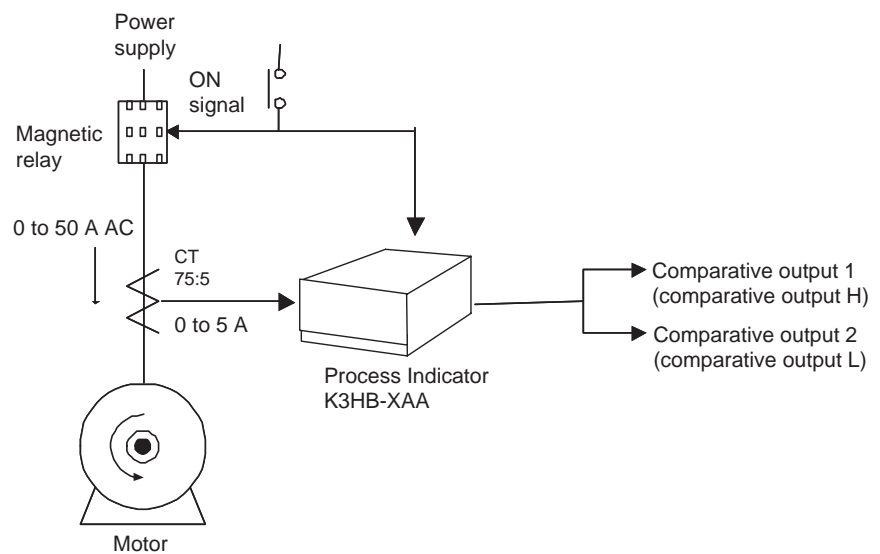 Power
supply
ON
signal
Magnetic
relay
0 to 50 A AC
CT
75:5
0 to 5 A
Comparative output 1
(comparative output H)
Comparative output 2
(comparative output L)
Process Indicator
K3HB-XAA
Motor